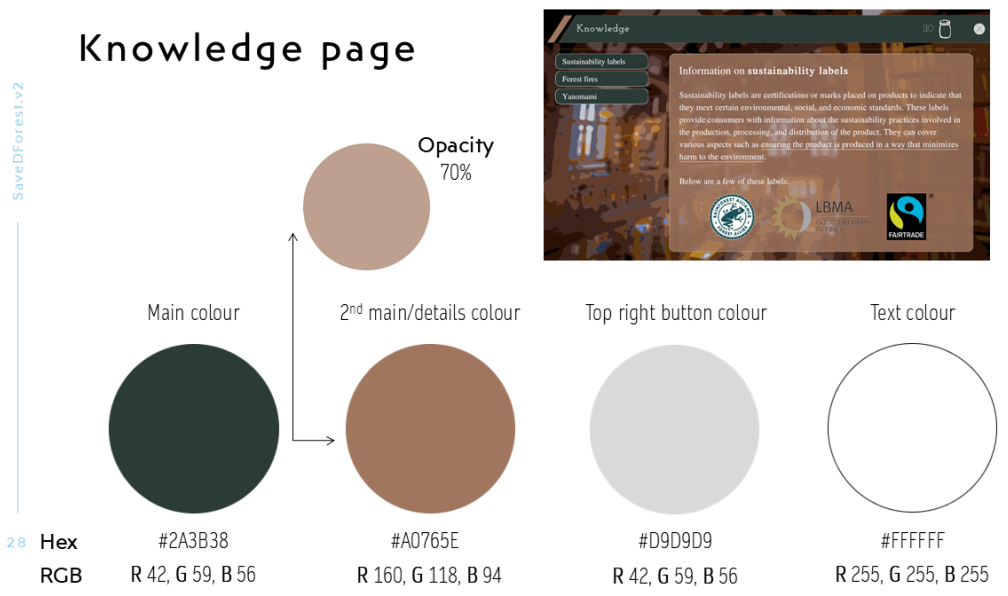 Knowledge page
SaveDForest.v2
Knowledge
110
Sustainability labels
Forest fires
Yanomami
Information on sustainability labels
Sustainability labels are certifications or marks placed on products to indicate that
they meet certain environmental, social, and economic standards. These labels
provide consumers with information about the sustainability practices involved in
the production, processing, and distribution of the product. They can cover
various aspects such as ensuring the product is produced in a way that minimizes
harm to the environment.
Below are a few of these labels:
RAINFOREST ALLIANCE
LBMA
GOOD DELIVERY
FAIRTRADE
Opacity
70%
Main colour
2nd main/details colour
Top right button colour
Text colour
28
Hex
#2A3B38
#A0765E
#D9D9D9
#FFFFFF
RGB
R 42, G 59, B 56
R 160, G 118, B 94
R 42, G 59, B 56
R 255, G 255, B 255